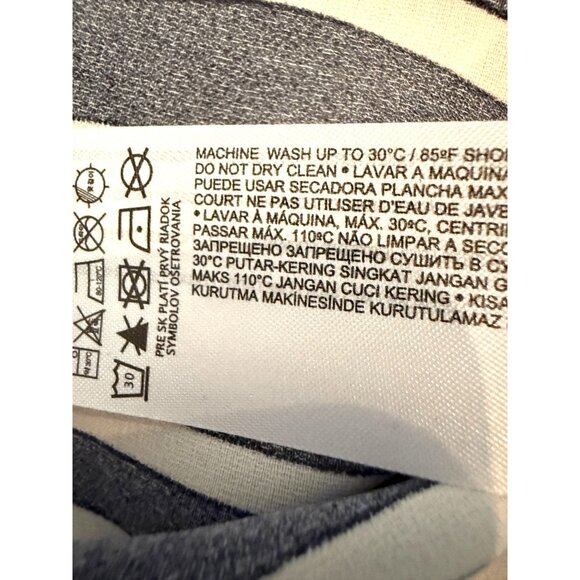 MACHINE WASH UP TO 30°C / 85ºF SHOR
DO NOT DRY CLEAN • LAVAR A MAQUINA
PUEDE USAR SECADORA PLANCHA MAX
COURT NE PAS UTILISER D'EAU DE JAVE
• LAVAR À MÁQUINA, MÁX. 30ºC, CENTRI
PASSAR MÁX. 110ºC NÃO LIMPAR A SECO
ЗАПРЕЩЕНО ЗАПРЕЩЕНО СУШИТЬ В СУ
30°C PUTAR-KERING SINGKAT JANGAN G
MAKS 110°C JANGAN CUCI KERING • KISA
KURUTMA MAKİNESİNDE KURUTULAMAZ
PRE SK PLATÍ PRVÝ RIADOK
SYMBOLOV OŠETROVANIA
30